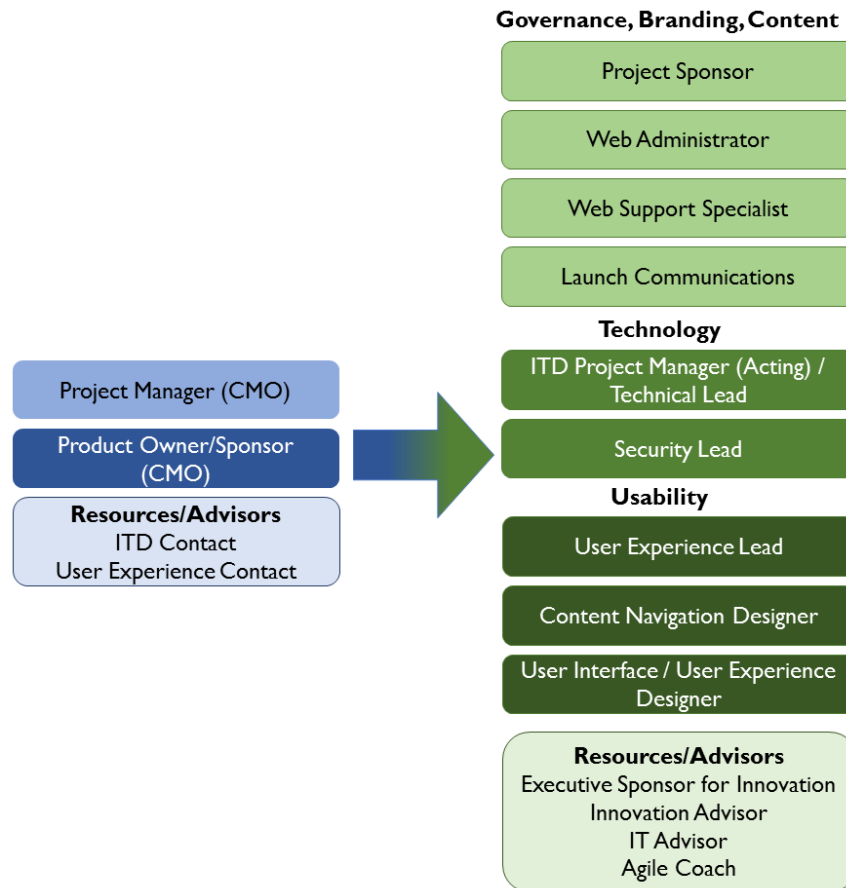 Governance, Branding, Content
Project Sponsor
Web Administrator
Web Support Specialist
Launch Communications
Technology
ITD Project Manager (Acting) /
Technical Lead
Security Lead
Usability
User Experience Lead
Content Navigation Designer
User Interface / User Experience
Designer
Resources/Advisors
Executive Sponsor for Innovation
Innovation Advisor
IT Advisor
Agile Coach
Project Manager (CMO)
Product Owner/Sponsor
(CMO)
Resources/Advisors
ITD Contact
User Experience Contact